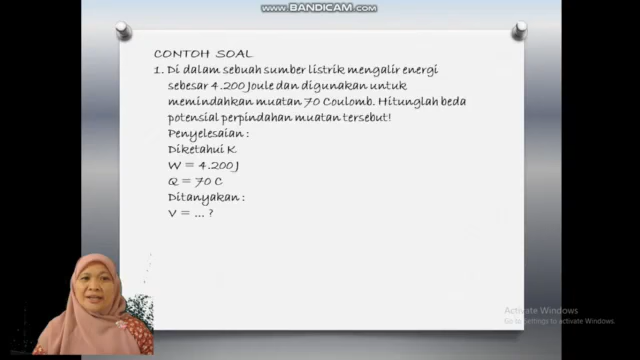 WWW.BANDICAM.COM
CONTOH SOAL
1. Di dalam sebuah sumber listrik mengalir energi
sebesar 4.200 Joule dan digunakan untuk
memindahkan muatan 70 Coulomb. Hitunglah beda
potensial perpindahan muatan tersebut!
Penyelesaian :
Diketahui K
W = 4.200 J
Q = 70 C
Ditanyakan :
V = ... ?
Activate Windows
Go to Settings to activate Windows.